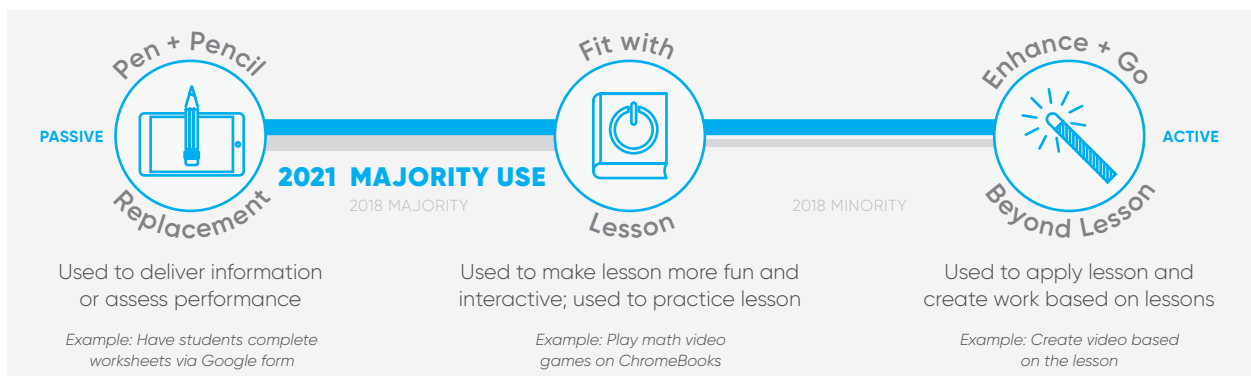 Pen + Pencil
Replacement
Fit with
Lesson
Enhance + Go
Beyond Lesson
PASSIVE
ACTIVE
2021 MAJORITY USE
2018 MAJORITY
2018 MINORITY
Used to deliver information
or assess performance
Example: Have students complete
worksheets via Google form
Used to make lesson more fun and
interactive; used to practice lesson
Example: Play math video
games on ChromeBooks
Used to apply lesson and
create work based on lessons
Example: Create video based
on the lesson